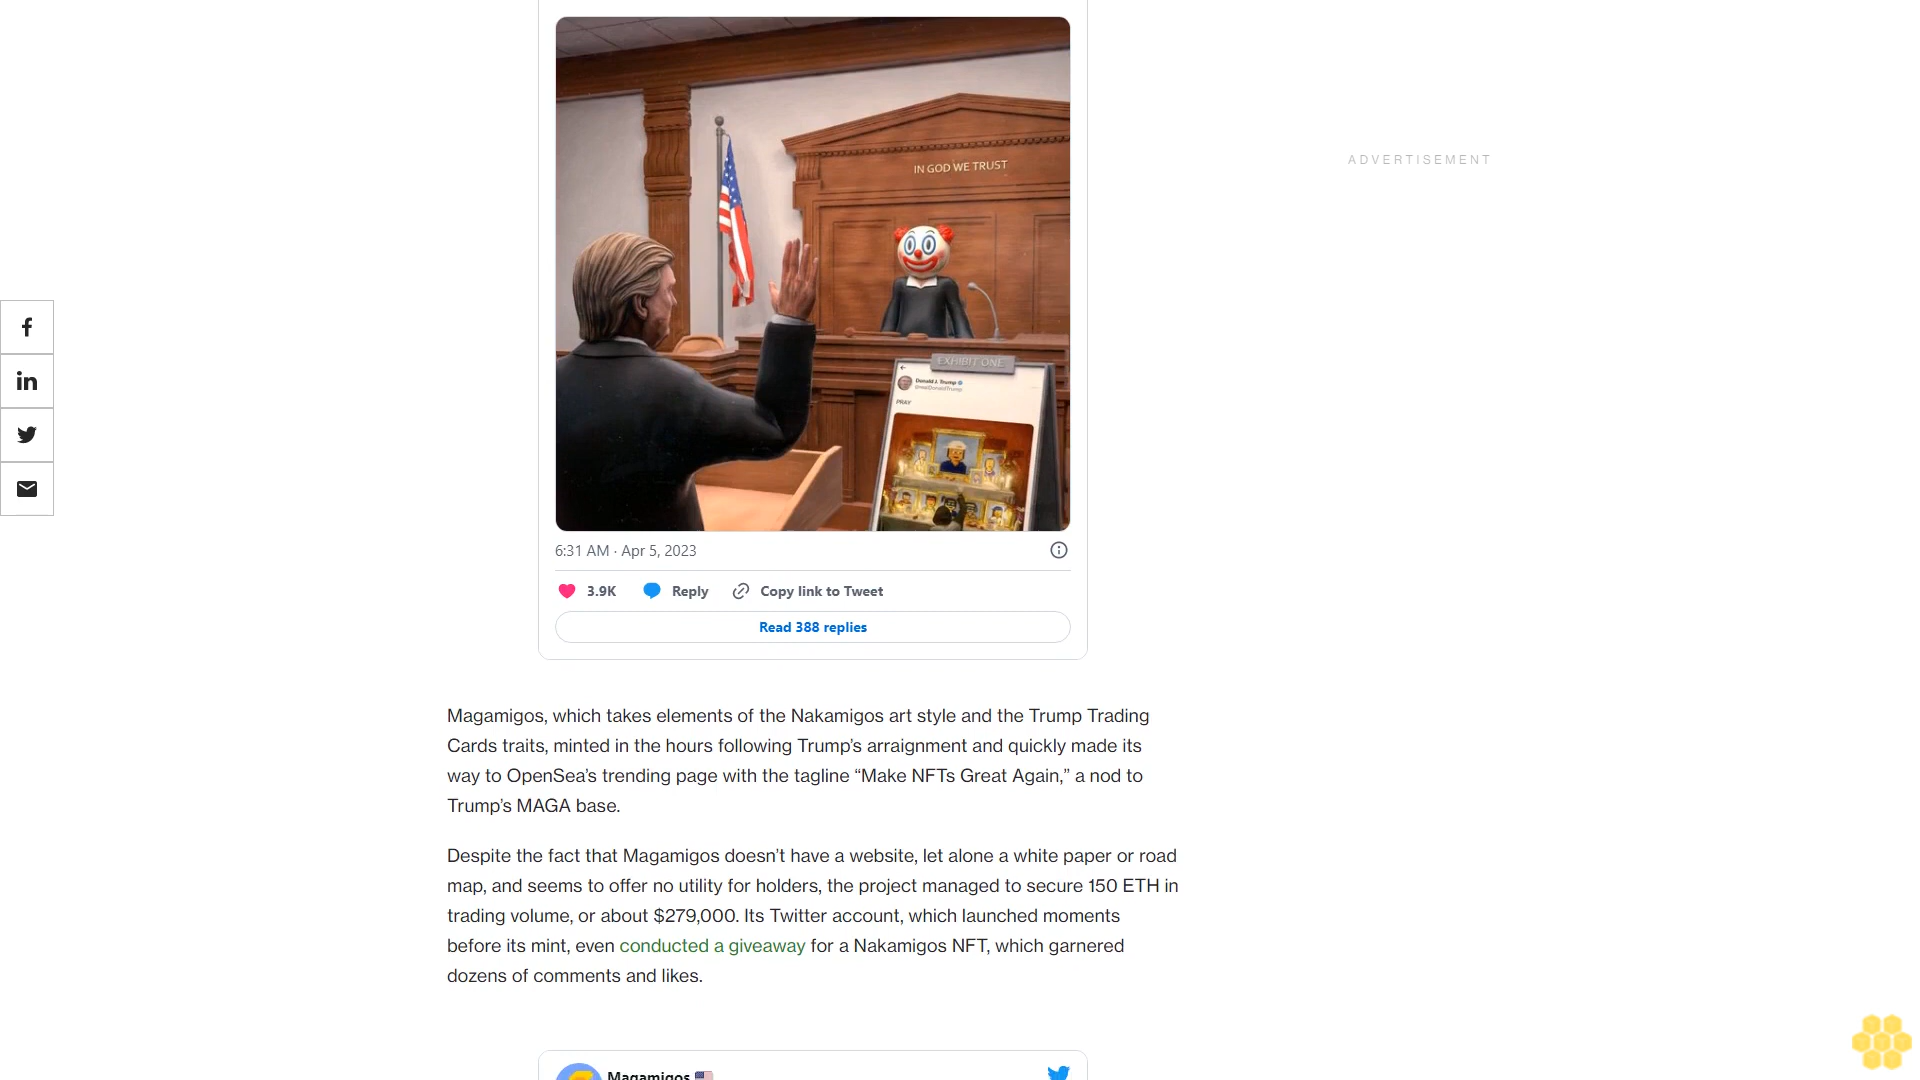 ADVERTISEMENT
IN GOD WE TRUST
EXHIBIT ONE
Donald J. Trump
@realDonaldTrump
PRAY
6:31 AM · Apr 5, 2023
3.9K Reply Copy link to Tweet
Read 388 replies
Magamigos, which takes elements of the Nakamigos art style and the Trump Trading
Cards traits, minted in the hours following Trump’s arraignment and quickly made its
way to OpenSea’s trending page with the tagline “Make NFTs Great Again,” a nod to
Trump’s MAGA base.
Despite the fact that Magamigos doesn’t have a website, let alone a white paper or road
map, and seems to offer no utility for holders, the project managed to secure 150 ETH in
trading volume, or about $279,000. Its Twitter account, which launched moments
before its mint, even conducted a giveaway for a Nakamigos NFT, which garnered
dozens of comments and likes.
Magamigos